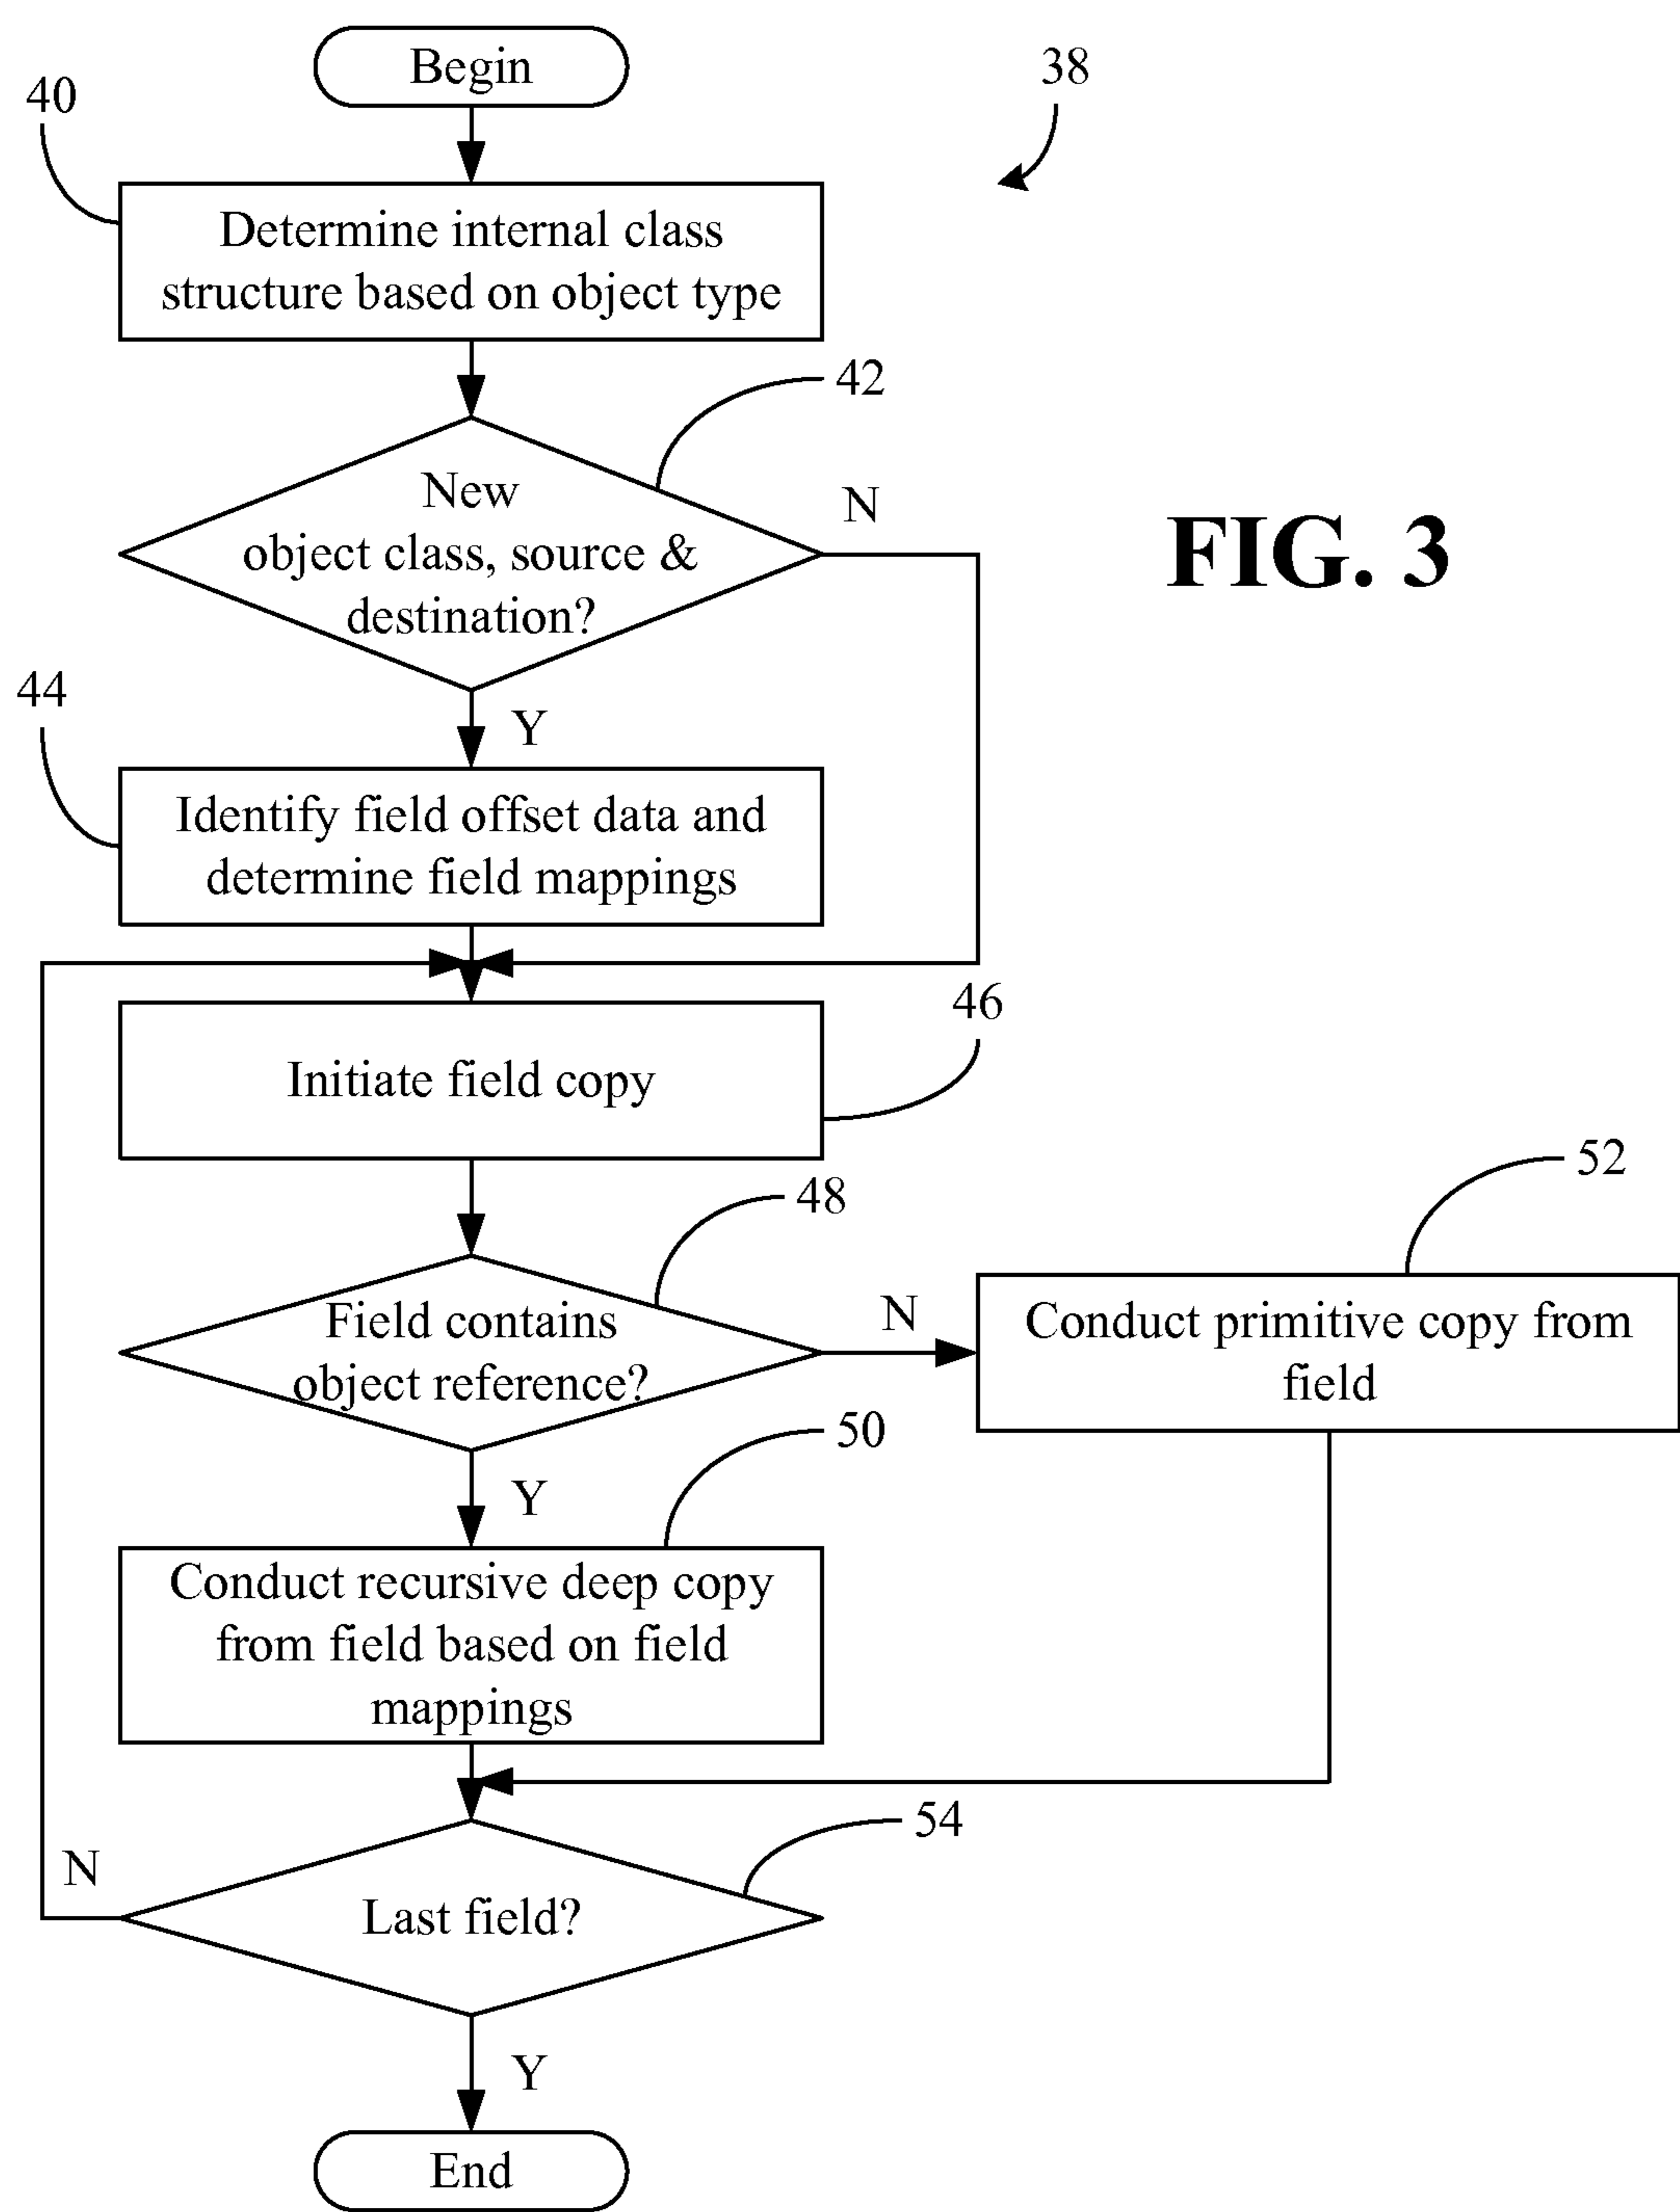 Begin
38
40
Determine internal class
structure based on object type
42
New
object class, source &
destination?
N
FIG. 3
44
Y
Identify field offset data and
determine field mappings
46
Initiate field copy
48
52
Field contains
object reference?
N
Conduct primitive copy from
field
50
Y
Conduct recursive deep copy
from field based on field
mappings
54
N
Last field?
Y
End